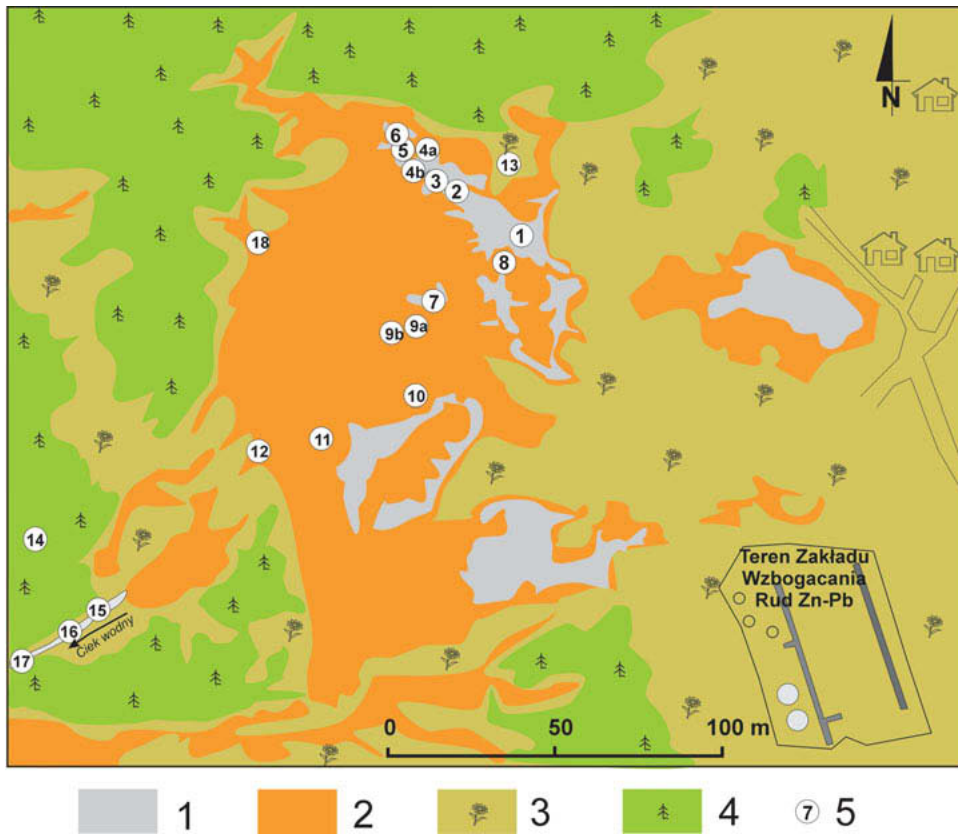 N
6
5
4a
4b
3
2
13
1
8
18
7
9a
9b
10
11
12
14
Teren Zakładu
Wzbogacania
Rud Zn-Pb
15
16
Ciek wodny
17
0 50 100 m
1 2 3 4 7 5